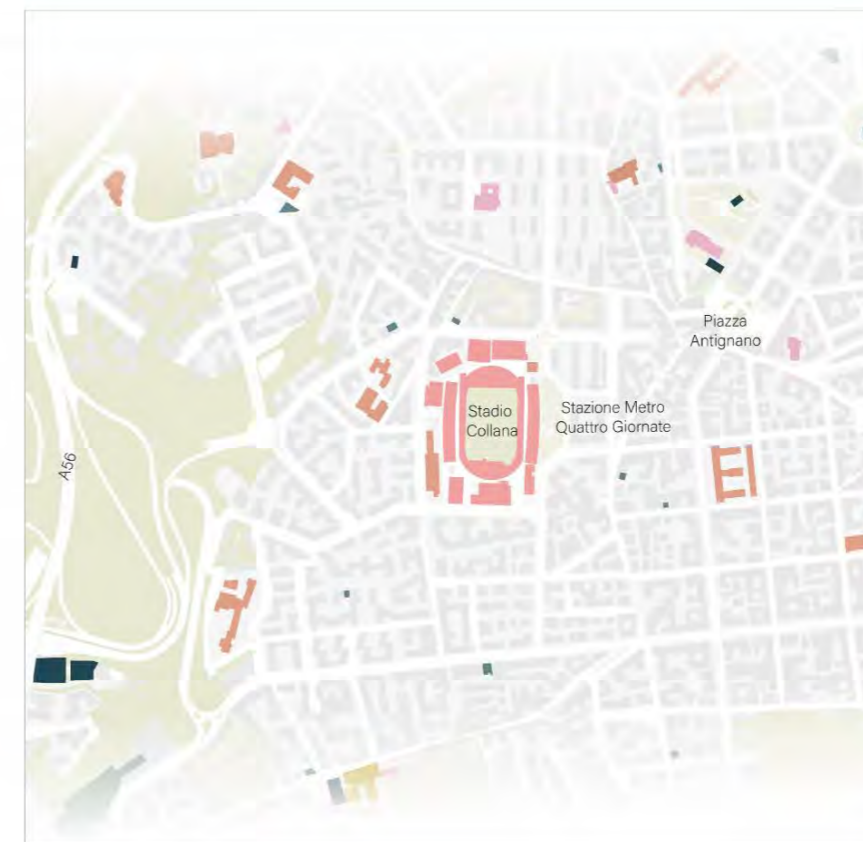 Piazza
Antignano
Stadio
Collana
Stazione Metro
Quattro Giornate
A56